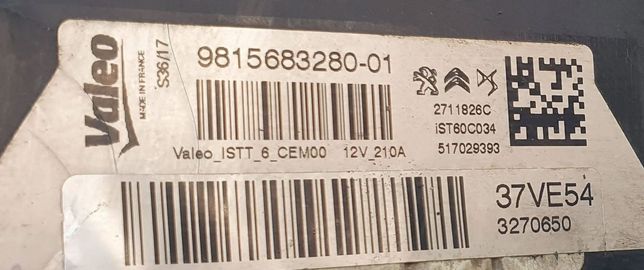 Valeo
MADE IN FRANCE
S36/17
9815683280-01
Valeo_ISTT_6_CEM00 12V_210A
2711826C
iST60C034
517029393
37VE54
3270650